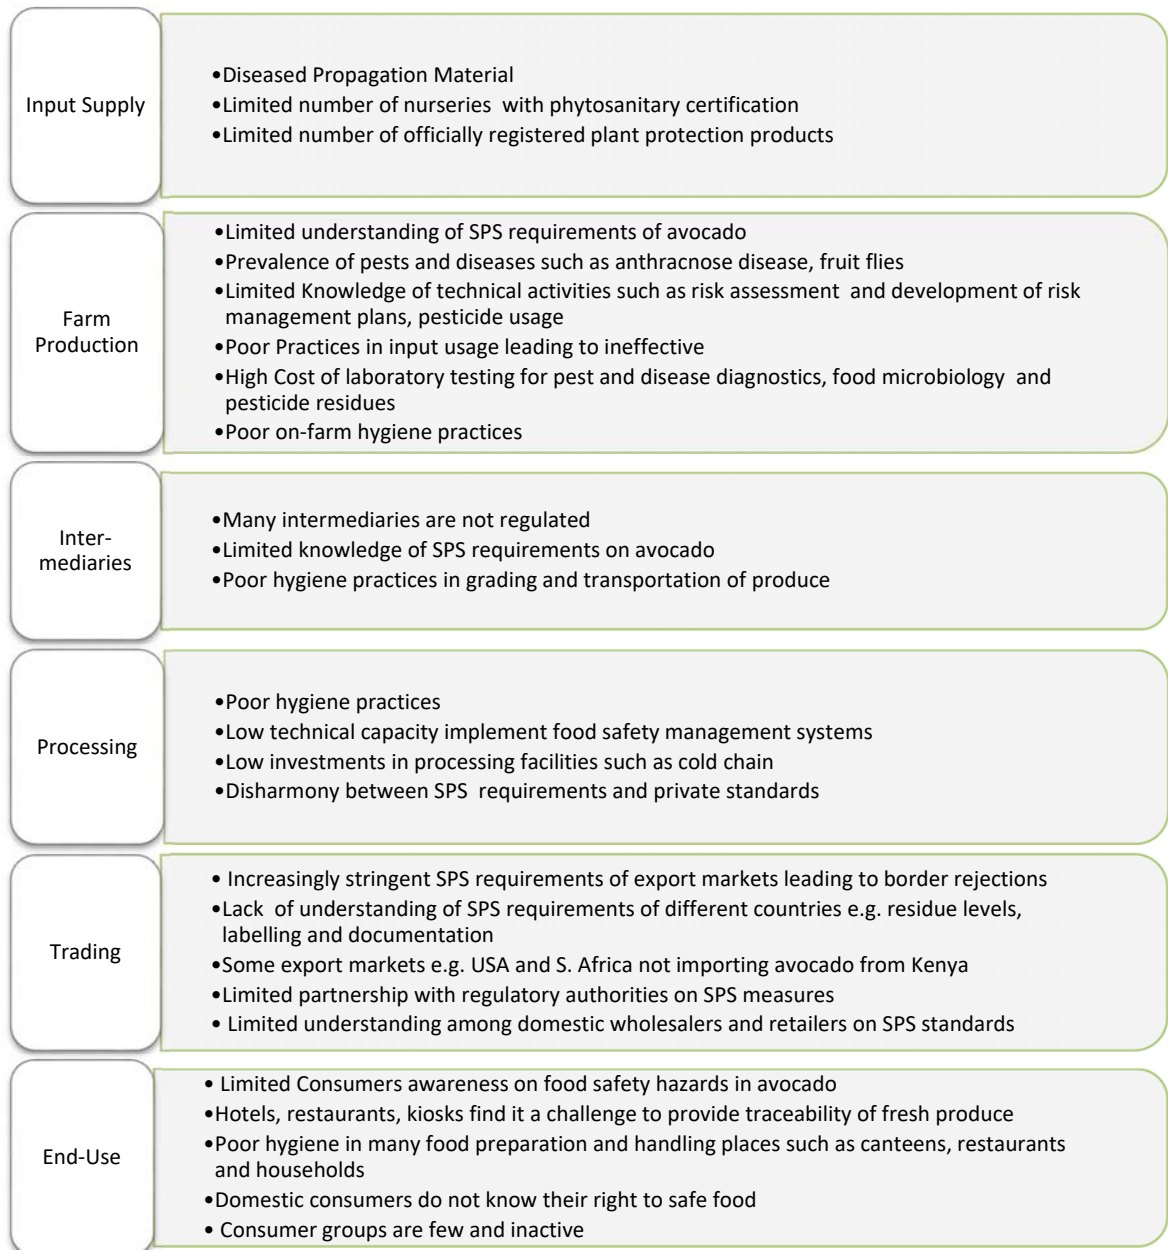 Input Supply
•Diseased Propagation Material
•Limited number of nurseries with phytosanitary certification
•Limited number of officially registered plant protection products
Farm
Production
•Limited understanding of SPS requirements of avocado
•Prevalence of pests and diseases such as anthracnose disease, fruit flies
•Limited Knowledge of technical activities such as risk assessment and development of risk
management plans, pesticide usage
•Poor Practices in input usage leading to ineffective
•High Cost of laboratory testing for pest and disease diagnostics, food microbiology and
pesticide residues
•Poor on-farm hygiene practices
Inter-
mediaries
•Many intermediaries are not regulated
•Limited knowledge of SPS requirements on avocado
•Poor hygiene practices in grading and transportation of produce
Processing
•Poor hygiene practices
•Low technical capacity implement food safety management systems
•Low investments in processing facilities such as cold chain
•Disharmony between SPS requirements and private standards
Trading
• Increasingly stringent SPS requirements of export markets leading to border rejections
•Lack of understanding of SPS requirements of different countries e.g. residue levels,
labelling and documentation
•Some export markets e.g. USA and S. Africa not importing avocado from Kenya
•Limited partnership with regulatory authorities on SPS measures
• Limited understanding among domestic wholesalers and retailers on SPS standards
End-Use
• Limited Consumers awareness on food safety hazards in avocado
•Hotels, restaurants, kiosks find it a challenge to provide traceability of fresh produce
•Poor hygiene in many food preparation and handling places such as canteens, restaurants
and households
•Domestic consumers do not know their right to safe food
• Consumer groups are few and inactive